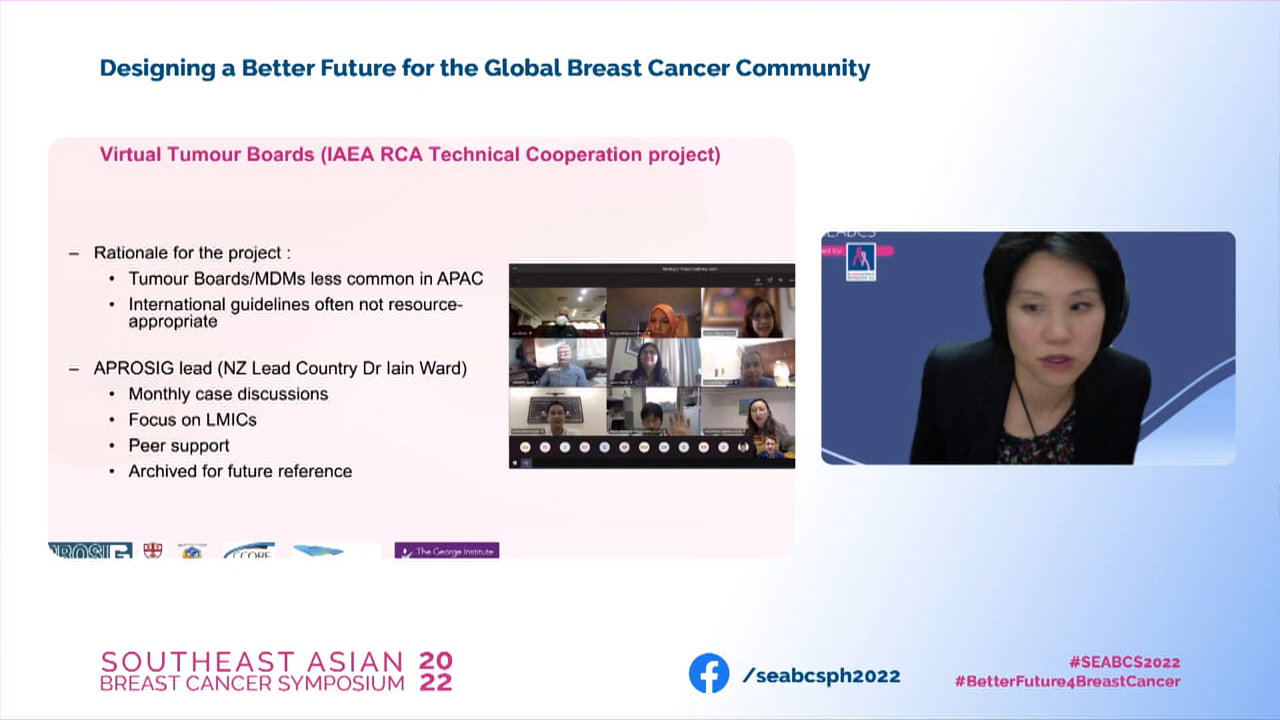 Designing a Better Future for the Global Breast Cancer Community
Virtual Tumour Boards (IAEA RCA Technical Cooperation project)
– Rationale for the project :
• Tumour Boards/MDMs less common in APAC
• International guidelines often not resource-
appropriate
– APROSIG lead (NZ Lead Country Dr Iain Ward)
• Monthly case discussions
• Focus on LMICs
• Peer support
• Archived for future reference
The George Institute
SOUTHEAST ASIAN
BREAST CANCER SYMPOSIUM
20
22
/seabcsph2022
#SEABCS2022
#BetterFuture4BreastCancer